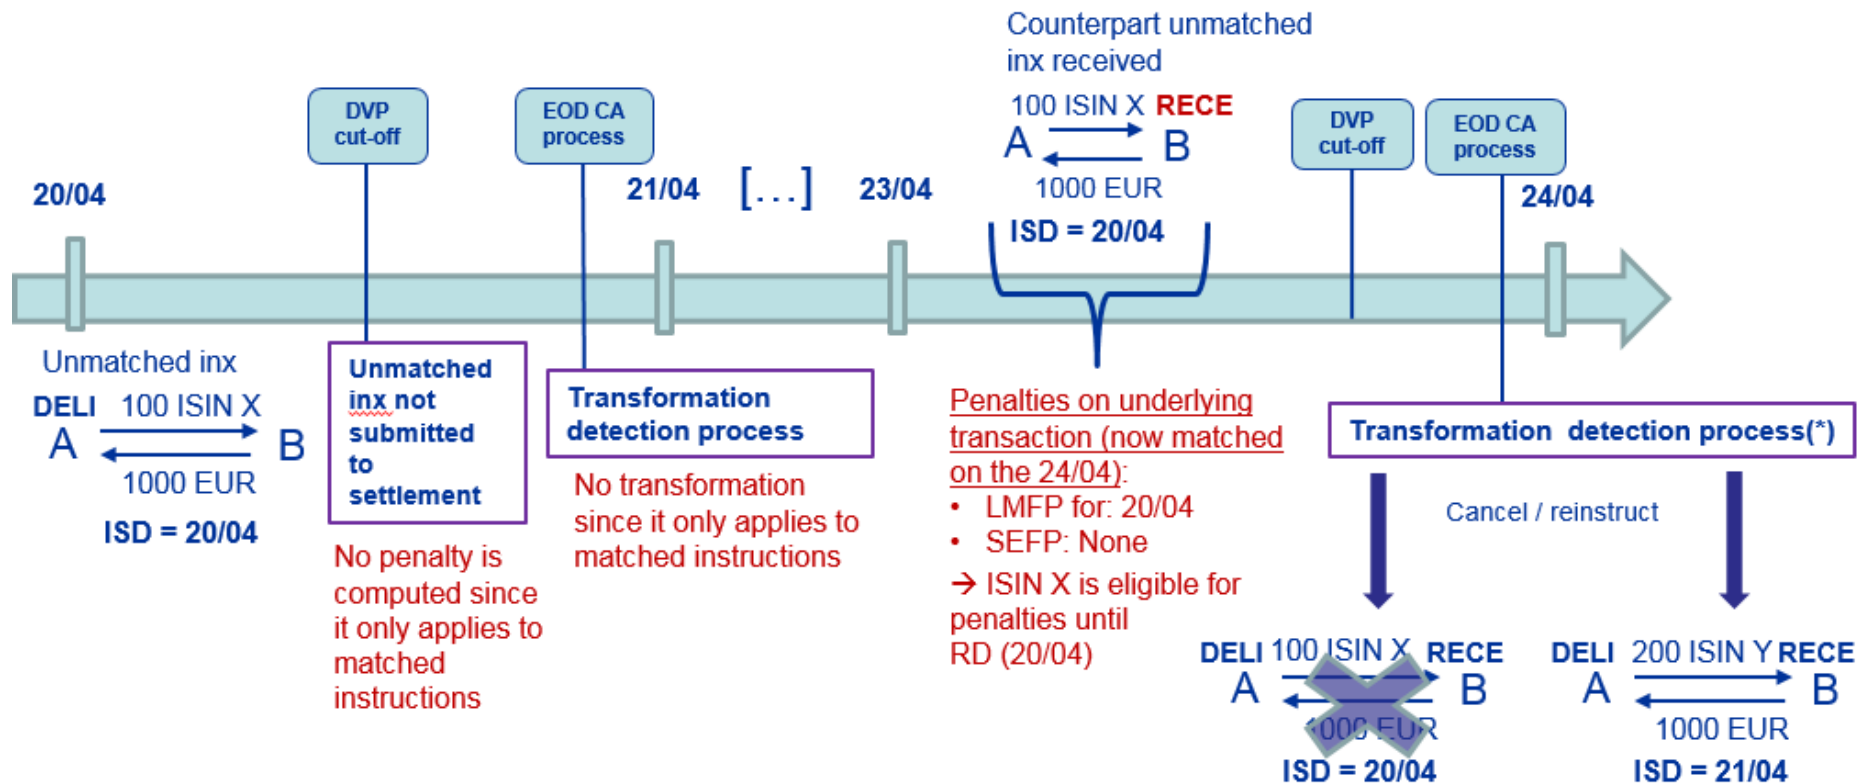 Counterpart unmatched
inx received
100 ISIN X RECE
A B
1000 EUR
ISD = 20/04
DVP
cut-off
EOD CA
process
DVP
cut-off
EOD CA
process
20/04
21/04
[...]
23/04
24/04
Unmatched inx
DELI 100 ISIN X
A B
1000 EUR
ISD = 20/04
Unmatched
inx not
submitted
to
settlement
No penalty is
computed since
it only applies to
matched
instructions
Transformation
detection process
No transformation
since it only applies to
matched instructions
Penalties on underlying
transaction (now matched
on the 24/04):
• LMFP for: 20/04
• SEFP: None
→ ISIN X is eligible for
penalties until
RD (20/04)
Transformation detection process(*)
Cancel / reinstruct
DELI 100 ISIN X RECE
A B
1000 EUR
ISD = 20/04
DELI 200 ISIN Y RECE
A B
1000 EUR
ISD = 21/04